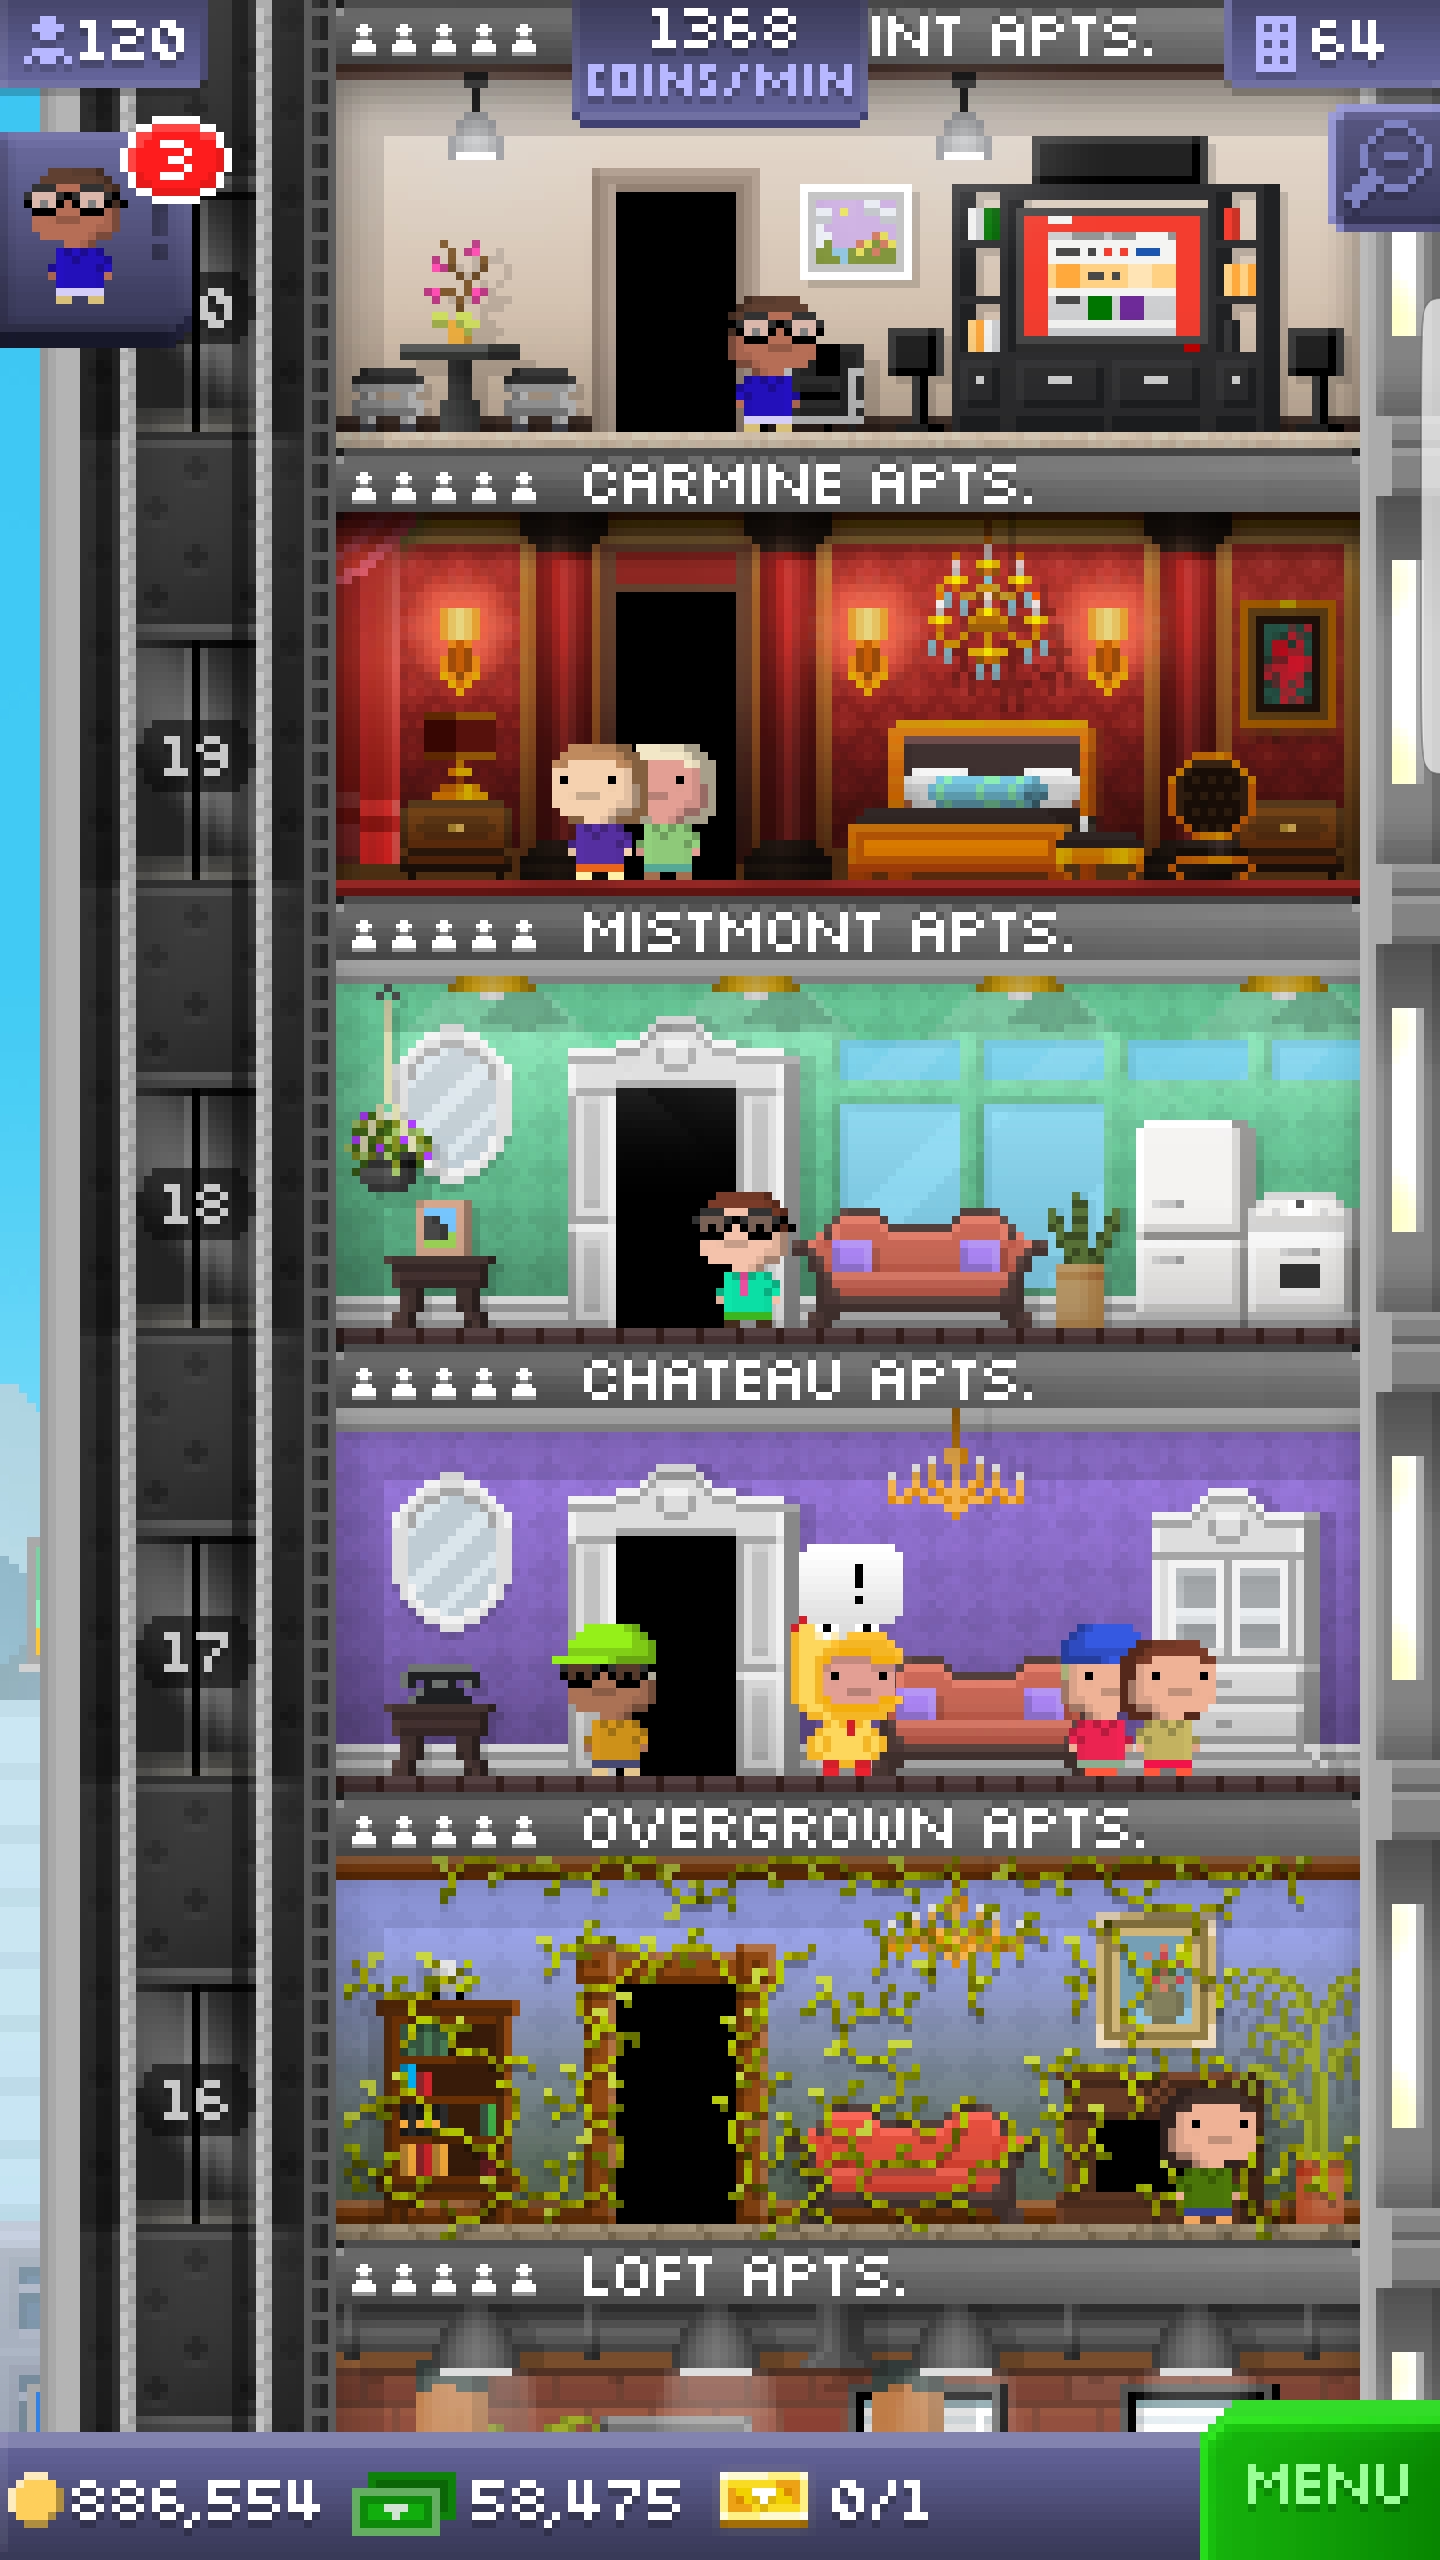 120
1368
COINS/MIN
INT APTS.
64
3
0
CARMINE APTS.
19
MISTMONT APTS.
18
CHATEAU APTS.
!
17
OVERGROWN APTS.
16
LOFT APTS.
886,554
58,475
0/1
MENU